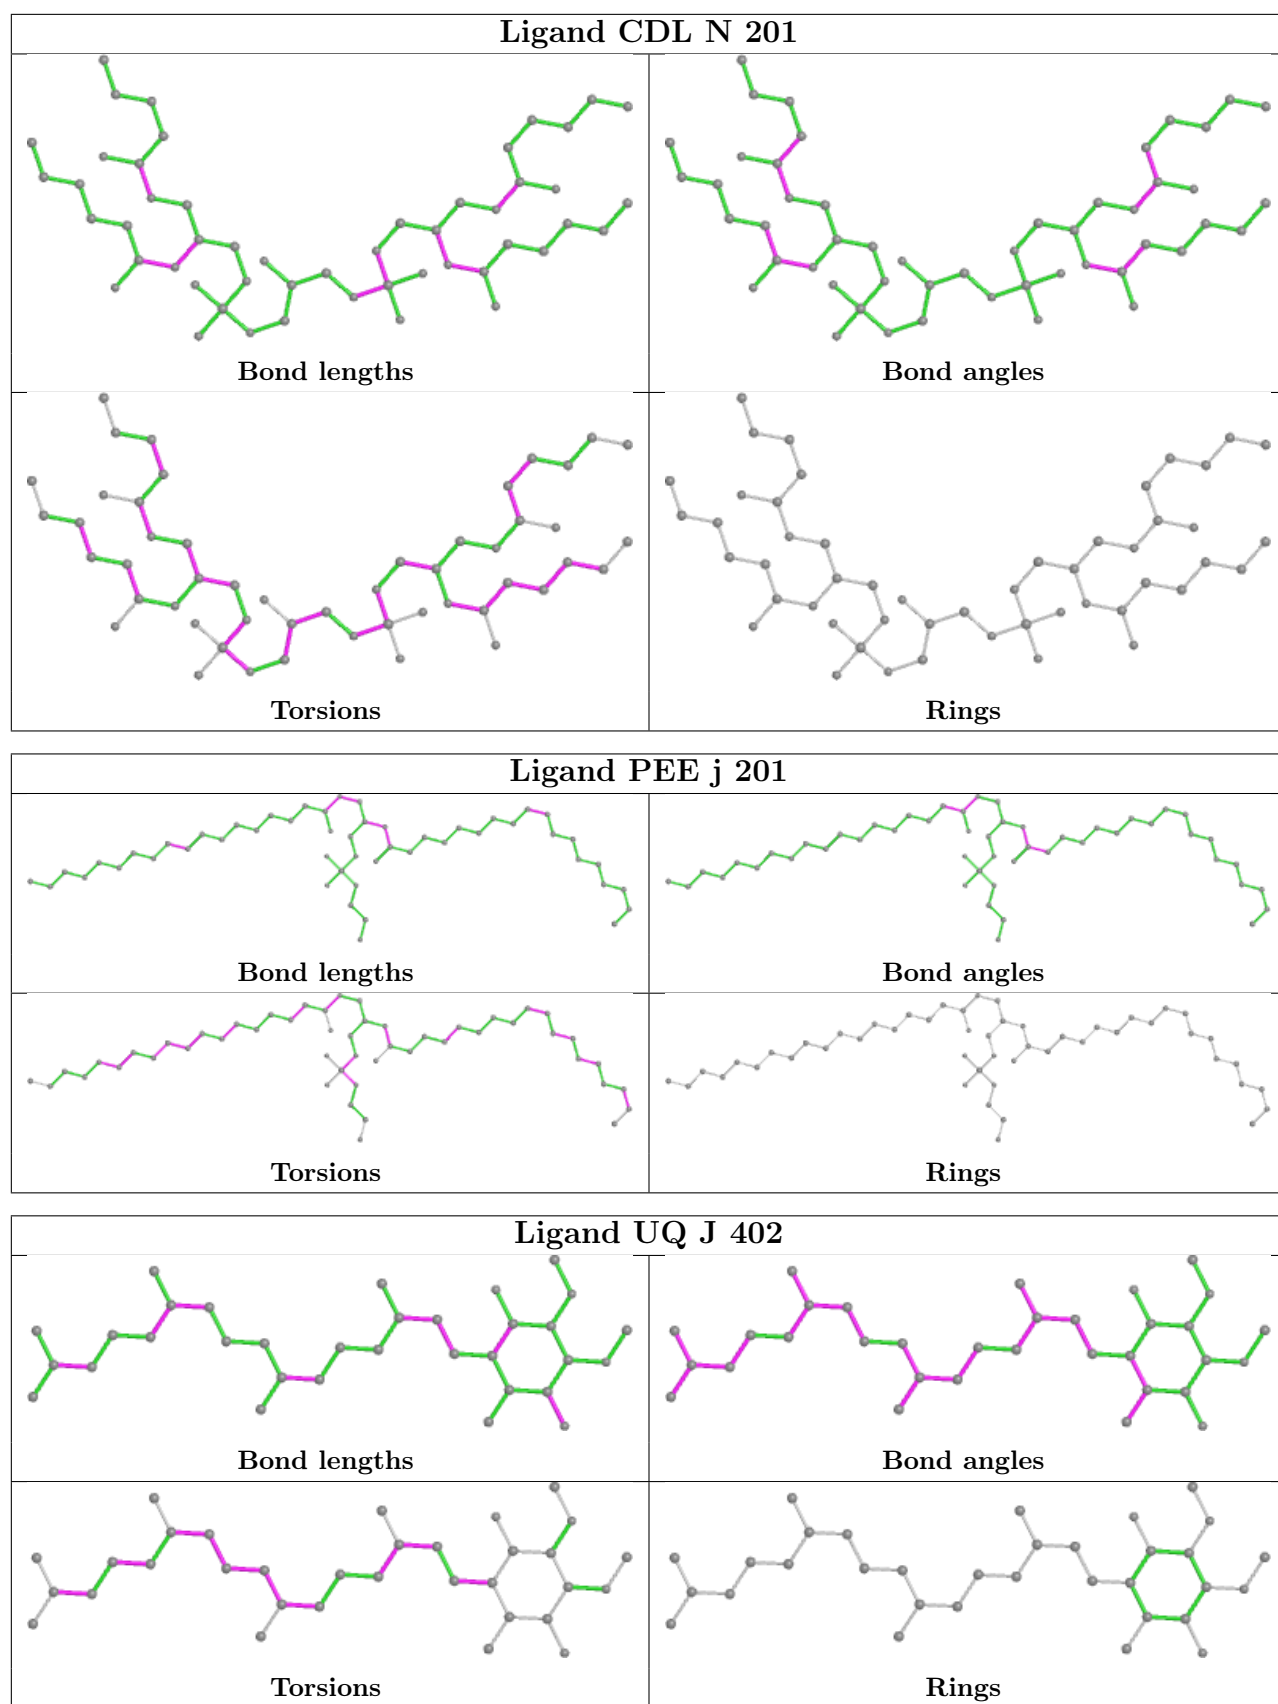 Ligand CDL N 201
Bond lengths
Bond angles
Torsions
Rings
Ligand PEE j 201
Bond lengths
Bond angles
Torsions
Rings
Ligand UQ J 402
Bond lengths
Bond angles
Torsions
Rings